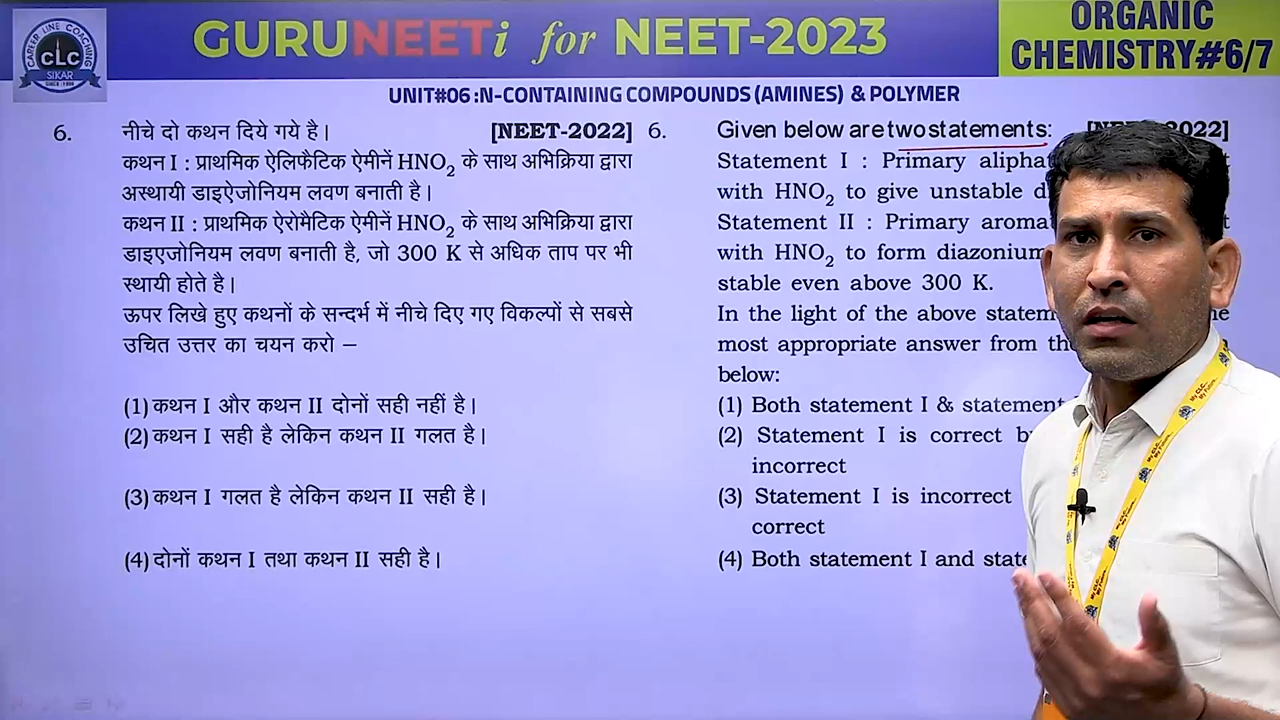 CAREER LINE COACHING
CLC
SIKAR
SINCE : 1996
GURUNEETi for NEET-2023
ORGANIC
CHEMISTRY#6/7
UNIT#06 :N-CONTAINING COMPOUNDS (AMINES) & POLYMER
6. नीचे दो कथन दिये गये है। [NEET-2022]
कथन I : प्राथमिक ऐलिफैटिक ऐमीनें HNO₂ के साथ अभिक्रिया द्वारा
अस्थायी डाइऐजोनियम लवण बनाती है।
कथन II : प्राथमिक ऐरोमैटिक ऐमीनें HNO₂ के साथ अभिक्रिया द्वारा
डाइएजोनियम लवण बनाती है, जो 300 K से अधिक ताप पर भी
स्थायी होते है।
ऊपर लिखे हुए कथनों के सन्दर्भ में नीचे दिए गए विकल्पों से सबसे
उचित उत्तर का चयन करो –
(1) कथन I और कथन II दोनों सही नहीं है।
(2) कथन I सही है लेकिन कथन II गलत है।
(3) कथन I गलत है लेकिन कथन II सही है।
(4) दोनों कथन I तथा कथन II सही है।
6. Given below are two statements: 2022]
Statement I : Primary
with HNO₂ to give unstable
Statement II : Primary
with HNO₂ to form diazonium
stable even above 300 K.
In the light of the above
most appropriate answer from
below:
(1) Both statement I & statement
(2) Statement I is correct
incorrect
(3) Statement I is incorrect
correct
(4) Both statement I and
My CLC
My Future